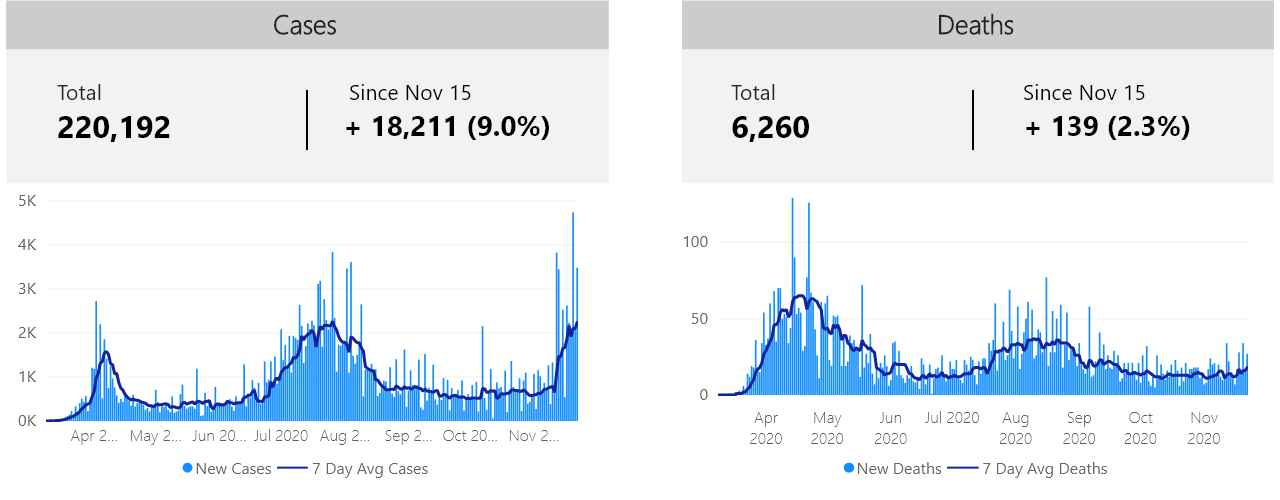 Cases
Total
220,192
Since Nov 15
+ 18,211 (9.0%)
5K
4K
3K
2K
1K
0K
Apr 2... May 2... Jun 20... Jul 2020 Aug 2... Sep 2... Oct 20... Nov 2...
New Cases 7 Day Avg Cases
Deaths
Total
6,260
Since Nov 15
+ 139 (2.3%)
100
50
0
Apr May Jun Jul 2020 Aug Sep Oct Nov
2020 2020 2020 2020 2020 2020 2020
New Deaths 7 Day Avg Deaths